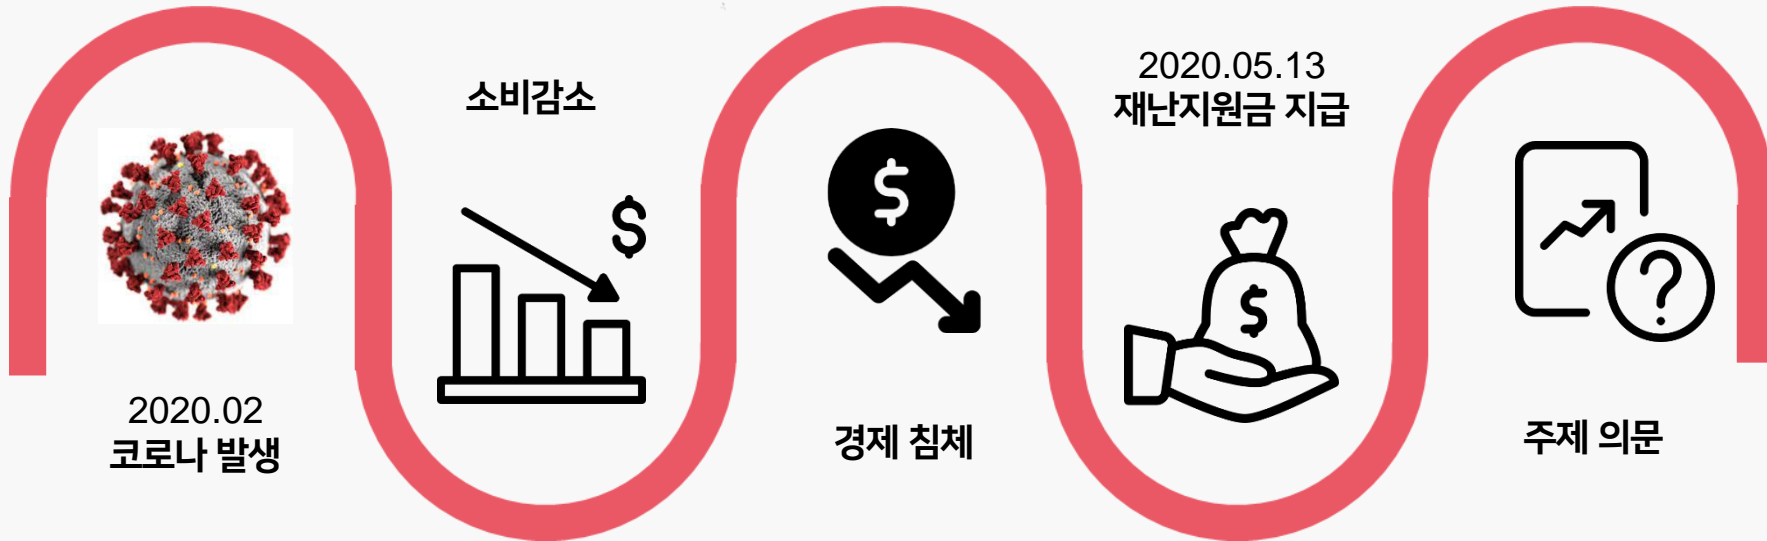 2020.02
코로나 발생
소비감소
$
$
경제 침체
2020.05.13
재난지원금 지급
$
?
주제 의문